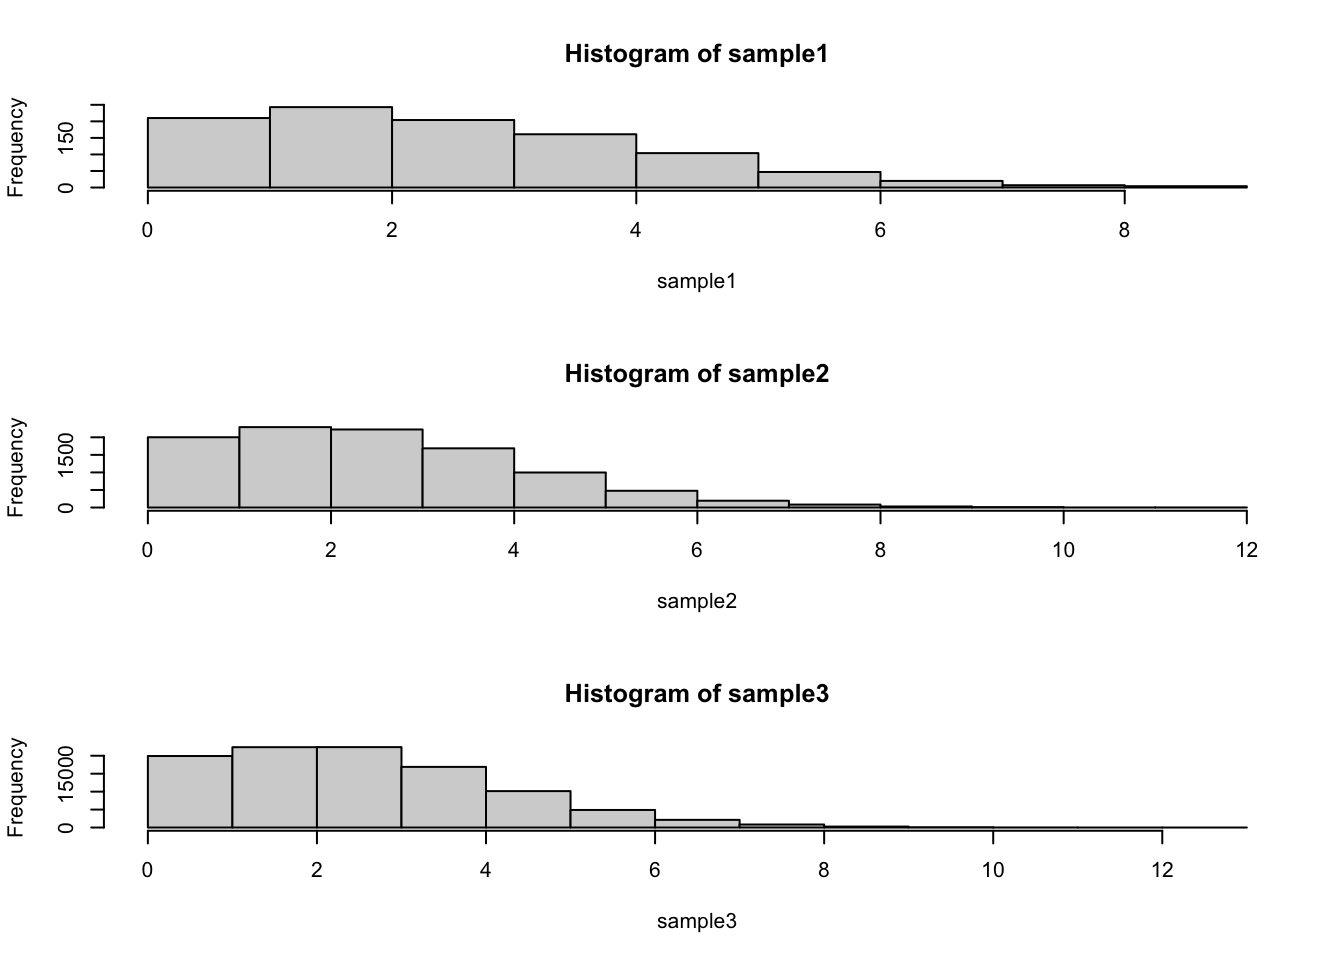 Histogram of sample1
Frequency
150
0
0 2 4 6 8
sample1
Histogram of sample2
Frequency
1500
0
0 2 4 6 8 10 12
sample2
Histogram of sample3
Frequency
15000
0
0 2 4 6 8 10 12
sample3